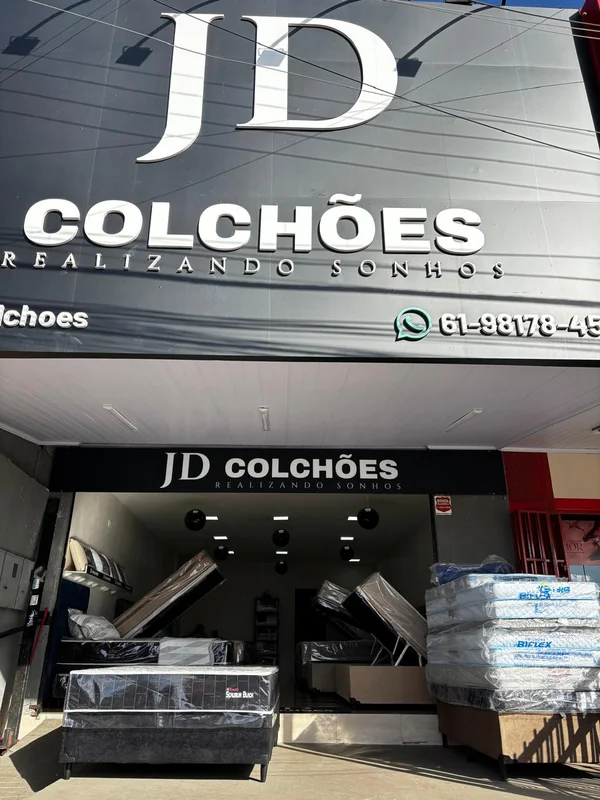 JD
COLCHÕES
REALIZANDO SONHOS
lchoes
61-98178-45
JD COLCHÕES
REALIZANDO SONHOS
BIFLEX
BIFLEX